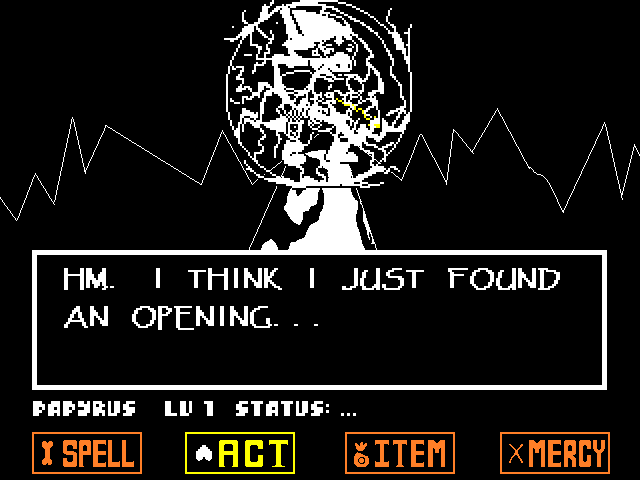 HM. I THINK I JUST FOUND
AN OPENING...
PAPYRUS LV 1 STATUS: ...
SPELL ACT ITEM MERCY